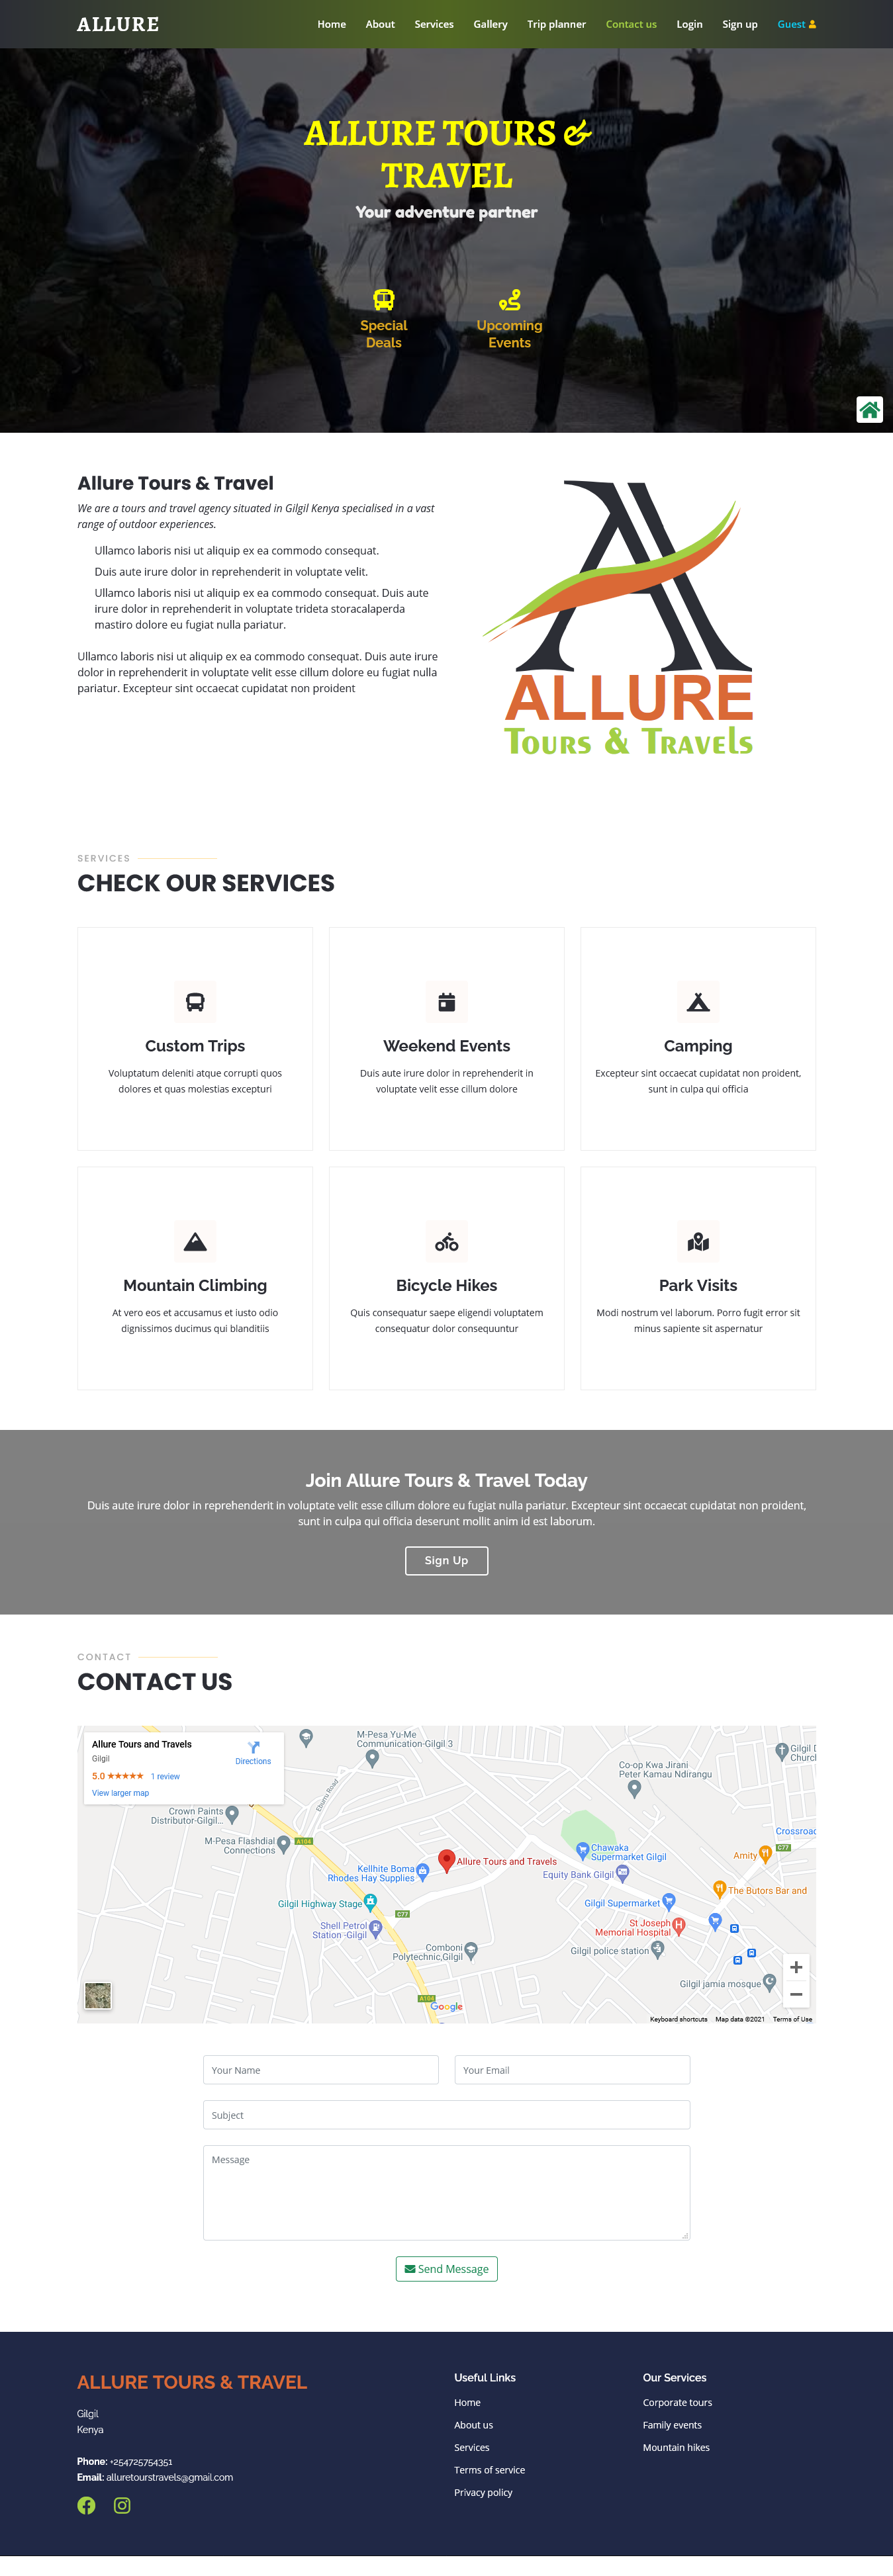 ALLURE
Home About Services Gallery Trip planner Contact us Login Sign up Guest
ALLURE TOURS &
TRAVEL
Your adventure partner
Special
Deals
Upcoming
Events
Allure Tours & Travel
We are a tours and travel agency situated in Gilgil Kenya specialised in a vast
range of outdoor experiences.
Ullamco laboris nisi ut aliquip ex ea commodo consequat.
Duis aute irure dolor in reprehenderit in voluptate velit.
Ullamco laboris nisi ut aliquip ex ea commodo consequat. Duis aute
irure dolor in reprehenderit in voluptate trideta storacalaperda
mastiro dolore eu fugiat nulla pariatur.
Ullamco laboris nisi ut aliquip ex ea commodo consequat. Duis aute irure
dolor in reprehenderit in voluptate velit esse cillum dolore eu fugiat nulla
pariatur. Excepteur sint occaecat cupidatat non proident
A
ALLURE
Tours & Travels
SERVICES
CHECK OUR SERVICES
Custom Trips
Voluptatum deleniti atque corrupti quos
dolores et quas molestias excepturi
Weekend Events
Duis aute irure dolor in reprehenderit in
voluptate velit esse cillum dolore
Camping
Excepteur sint occaecat cupidatat non proident,
sunt in culpa qui officia
Mountain Climbing
At vero eos et accusamus et iusto odio
dignissimos ducimus qui blanditiis
Bicycle Hikes
Quis consequatur saepe eligendi voluptatem
consequatur dolor consequuntur
Park Visits
Modi nostrum vel laborum. Porro fugit error sit
minus sapiente sit aspernatur
Join Allure Tours & Travel Today
Duis aute irure dolor in reprehenderit in voluptate velit esse cillum dolore eu fugiat nulla pariatur. Excepteur sint occaecat cupidatat non proident,
sunt in culpa qui officia deserunt mollit anim id est laborum.
Sign Up
CONTACT
CONTACT US
Allure Tours and Travels
Gilgil
Directions
5.0 ★★★★★ 1 review
View larger map
M-Pesa Yu-Me
Communication-Gilgil 3
Eburru Road
Co-op Kwa Jirani
Peter Kamau Ndirangu
Gilgil D
Church
Crown Paints
Distributor-Gilgil...
M-Pesa Flashdial
Connections
A104
Crossroad
C77
Chawaka
Supermarket Gilgil
Amity
Allure Tours and Travels
Kellhite Boma
Rhodes Hay Supplies
Equity Bank Gilgil
The Butors Bar and
Gilgil Highway Stage
Gilgil Supermarket
C77
Shell Petrol
Station -Gilgil
St Joseph
Memorial Hospital
Comboni
Polytechnic,Gilgil
Gilgil police station
Gilgil jamia mosque
A104
Google
Keyboard shortcuts Map data ©2021 Terms of Use
Your Name
Your Email
Subject
Message
Send Message
ALLURE TOURS & TRAVEL
Gilgil
Kenya
Phone: +254725754351
Email: alluretourstravels@gmail.com
Useful Links
Home
About us
Services
Terms of service
Privacy policy
Our Services
Corporate tours
Family events
Mountain hikes